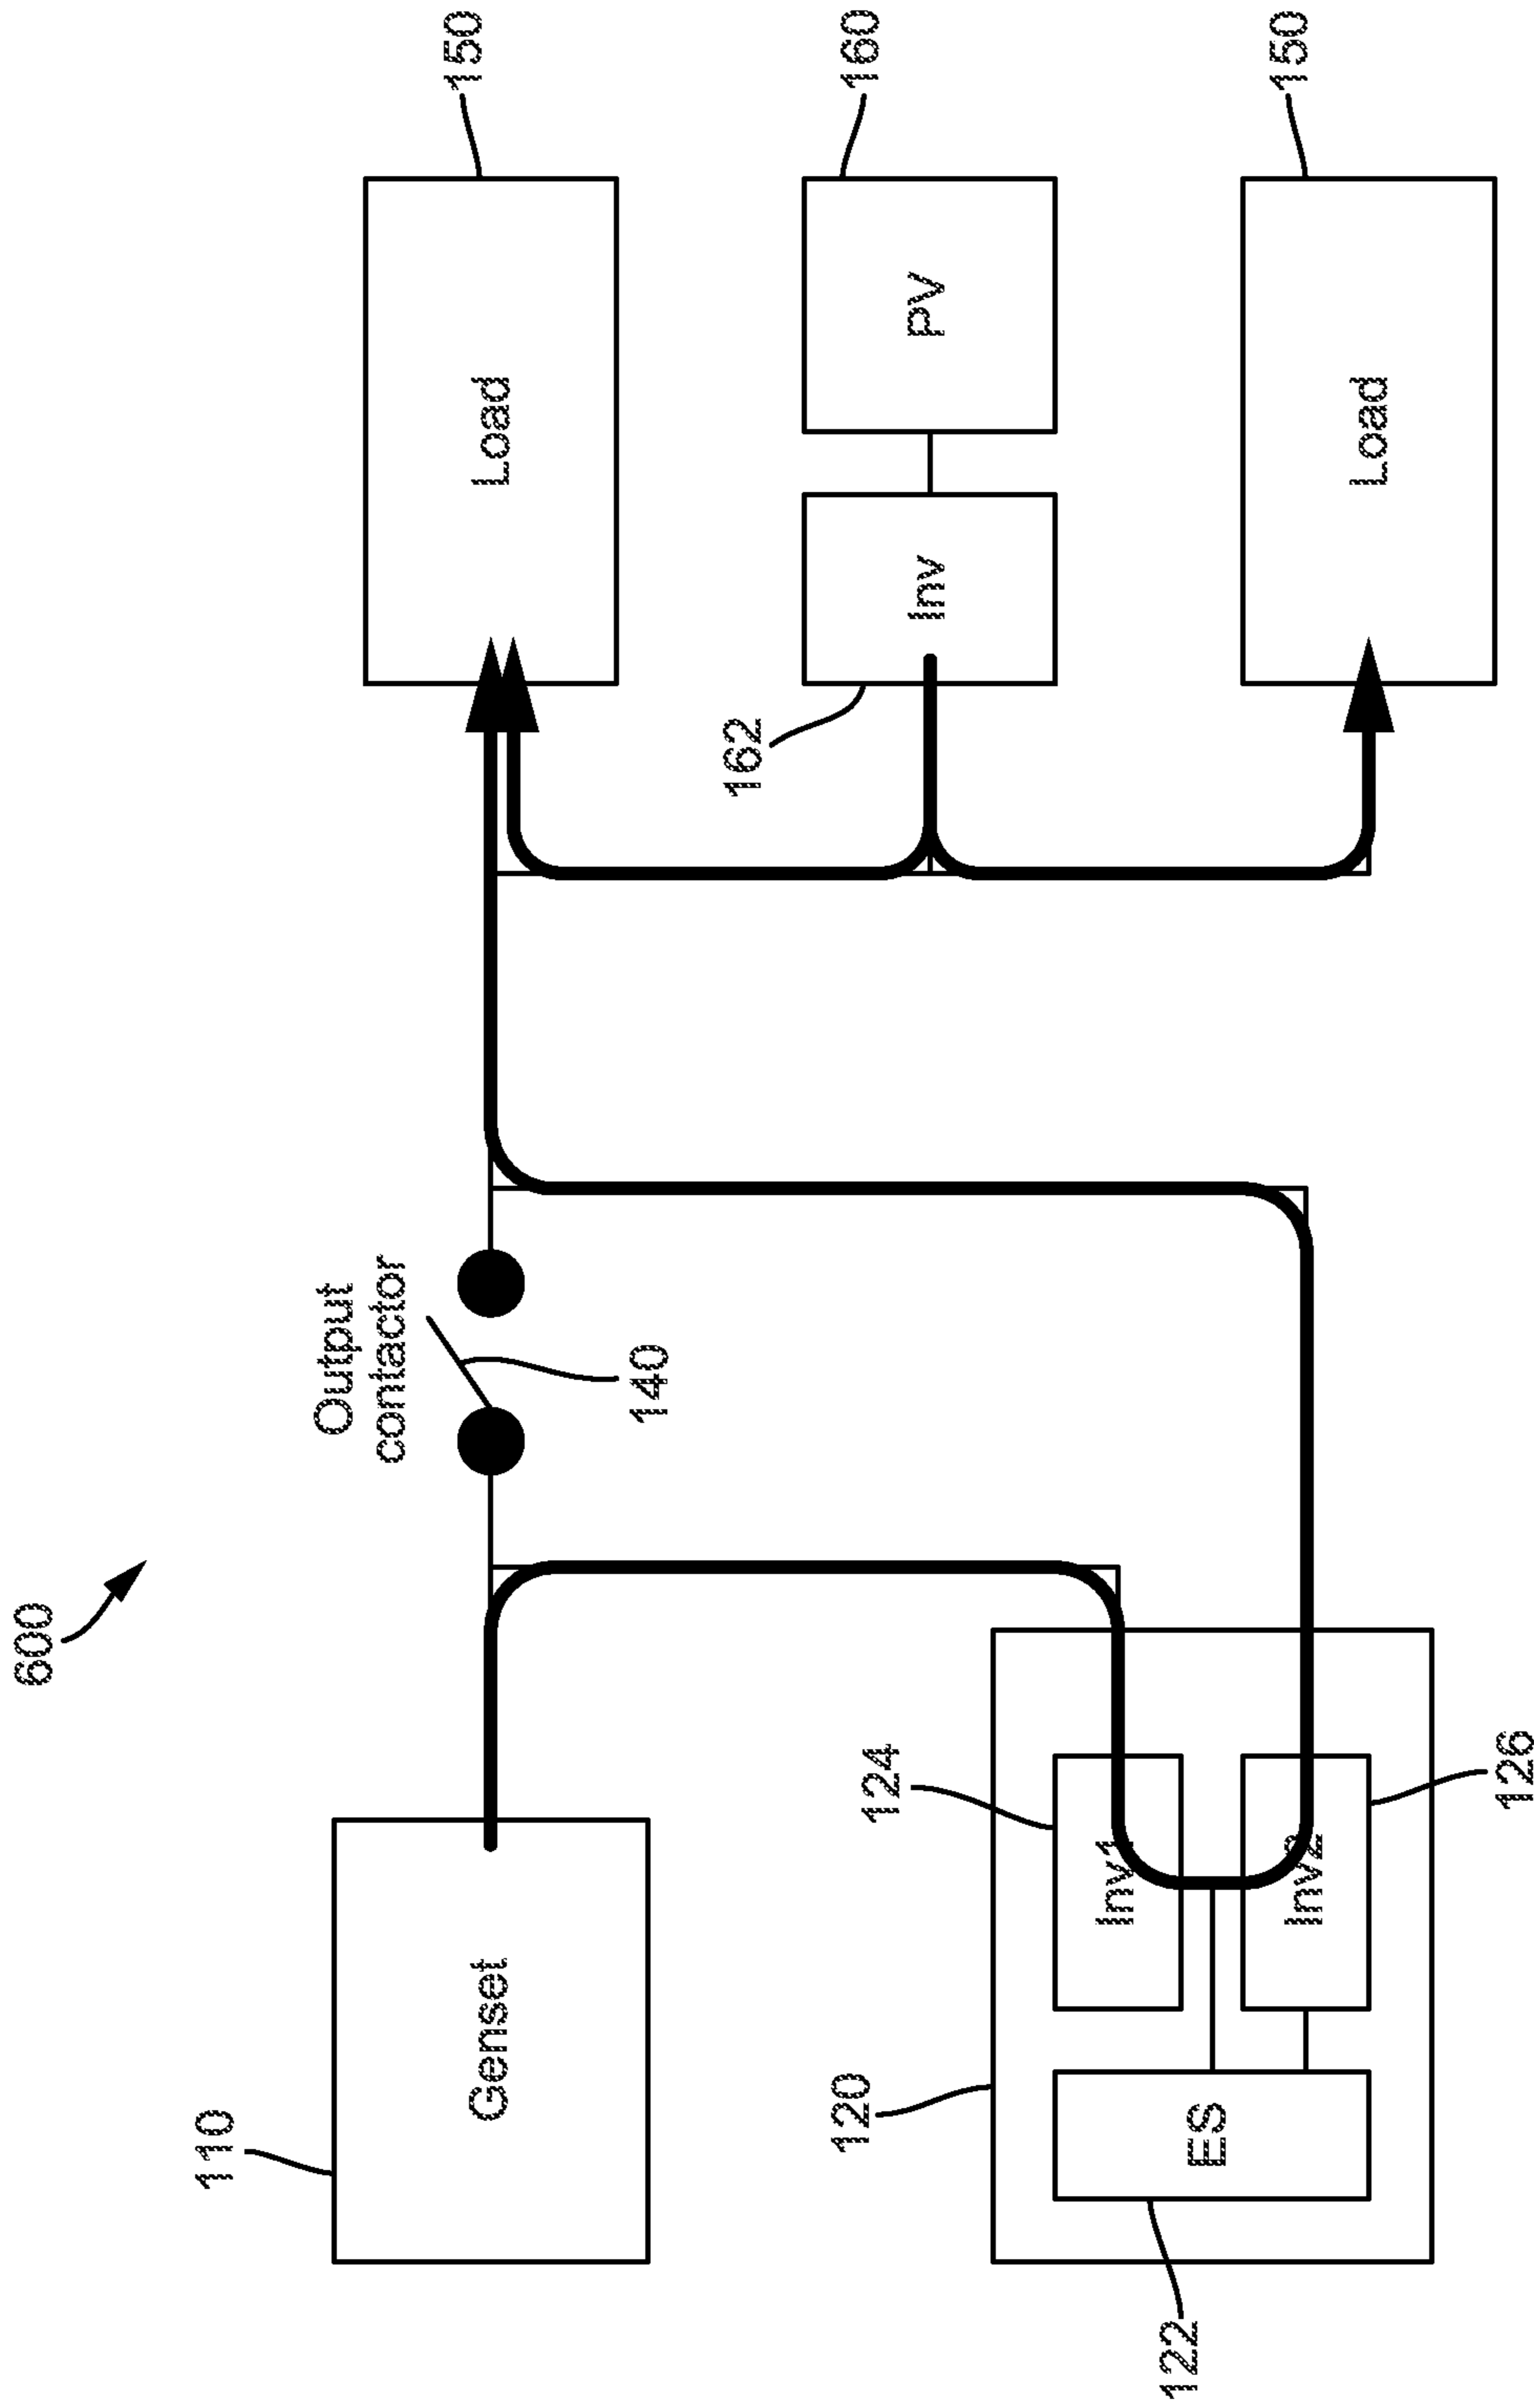 600
110
Genset
Output
contactor
140
150
Load
120
122
ES
124
Inv1
Inv2
126
162
Inv
PV
160
Load
150